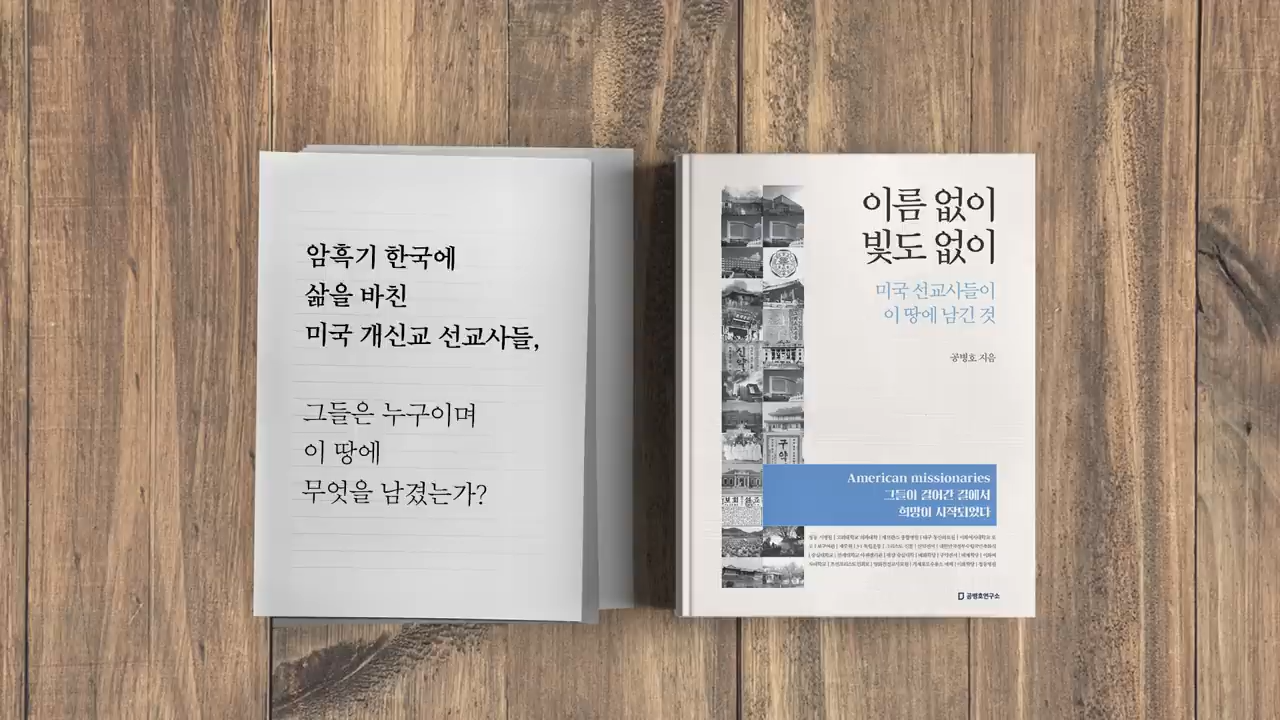 암흑기 한국에
삶을 바친
미국 개신교 선교사들,
그들은 누구이며
이 땅에
무엇을 남겼는가?
이름 없이
빛도 없이
미국 선교사들이
이 땅에 남긴 것
공병호 지음
신약
구약
American missionaries
그들이 걸어간 길에서
희망이 시작되었다
공병호연구소